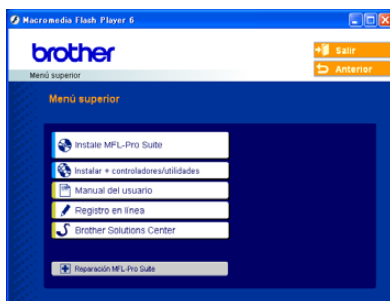 Macromedia Flash Player 6
brother
Salir
Anterior
Menú superior
Menú superior
Instale MFL-Pro Suite
Instalar + controladores/utilidades
Manual del usuario
Registro en línea
Brother Solutions Center
Reparación MFL-Pro Suite